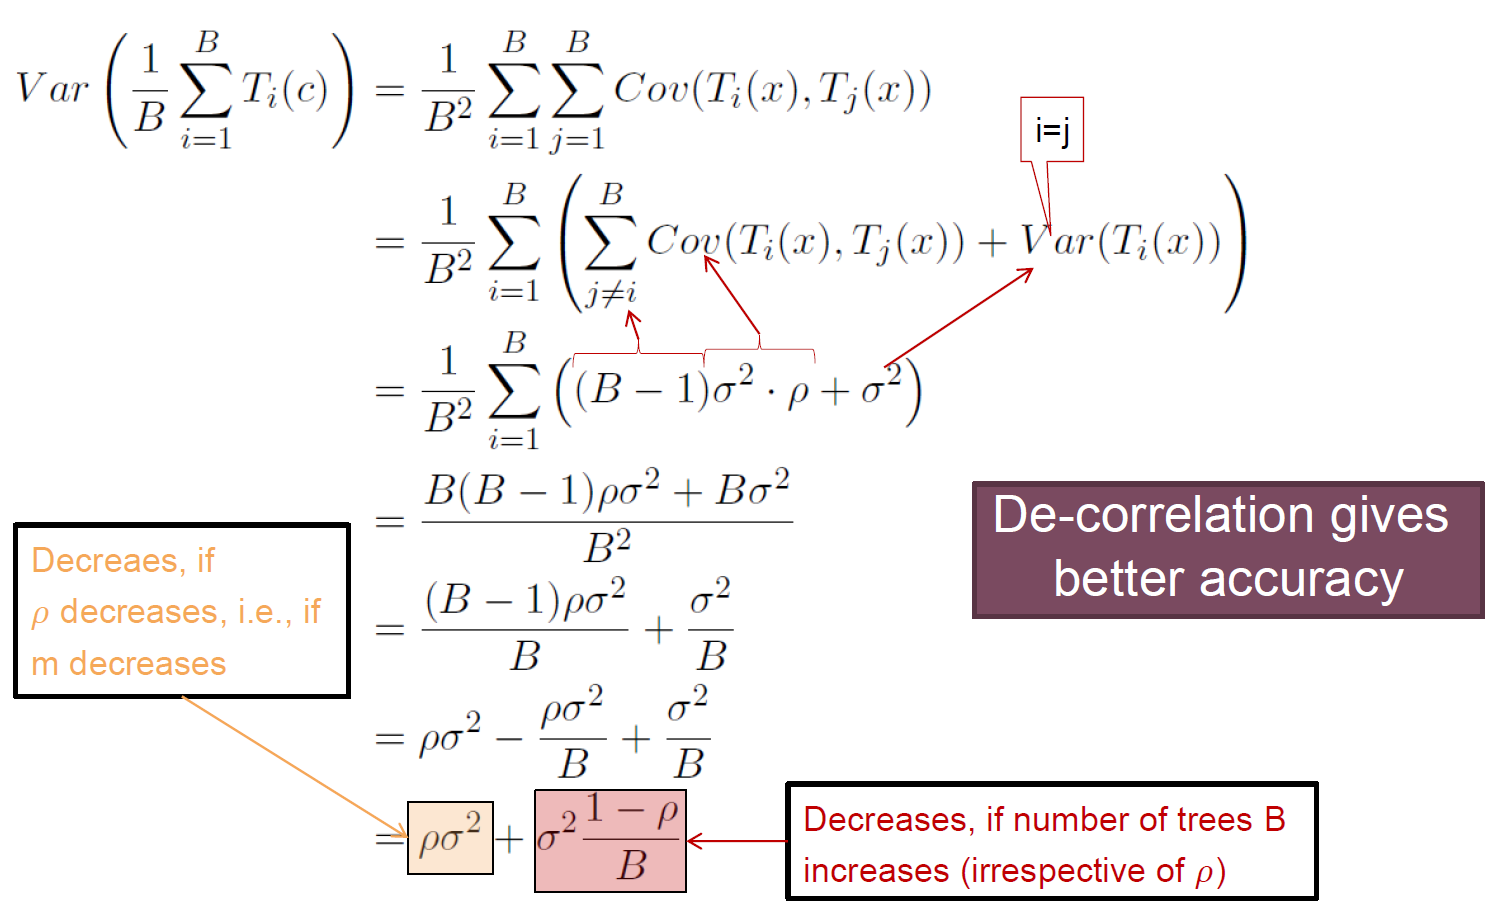 Var(1/B ∑_{i=1}^{B} T_i(c)) = 1/B² ∑_{i=1}^{B} ∑_{j=1}^{B} Cov(T_i(x), T_j(x))
i=j
= 1/B² ∑_{i=1}^{B} (∑_{j≠i}^{B} Cov(T_i(x), T_j(x)) + Var(T_i(x)))
= 1/B² ∑_{i=1}^{B} ((B − 1)σ² · ρ + σ²)
= (B(B − 1)ρσ² + Bσ²)/B²
De-correlation gives
better accuracy
Decreaes, if
ρ decreases, i.e., if
m decreases
= (B − 1)ρσ²/B + σ²/B
= ρσ² − ρσ²/B + σ²/B
= ρσ² + σ² (1 − ρ)/B
Decreases, if number of trees B
increases (irrespective of ρ)